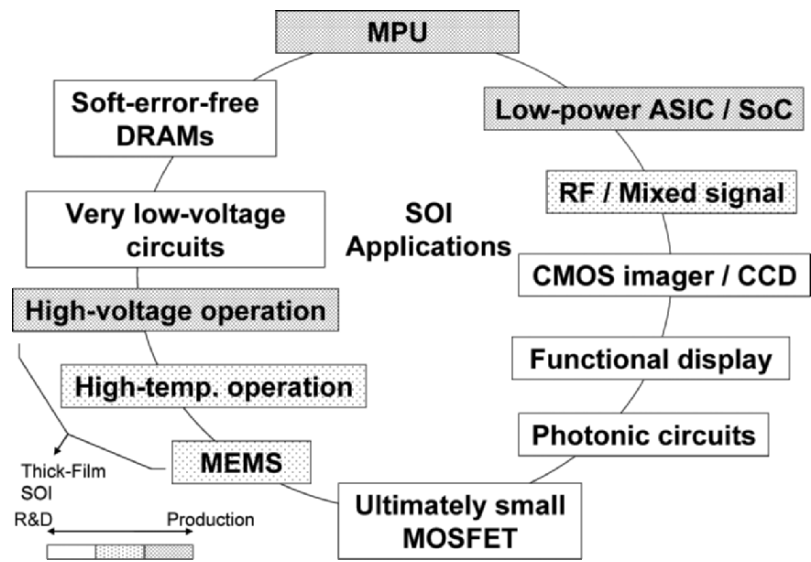 MPU
Soft-error-free
DRAMs
Low-power ASIC / SoC
RF / Mixed signal
Very low-voltage
circuits
SOI
Applications
CMOS imager / CCD
High-voltage operation
Functional display
High-temp. operation
Photonic circuits
MEMS
Thick-Film
SOI
Ultimately small
MOSFET
R&D
Production